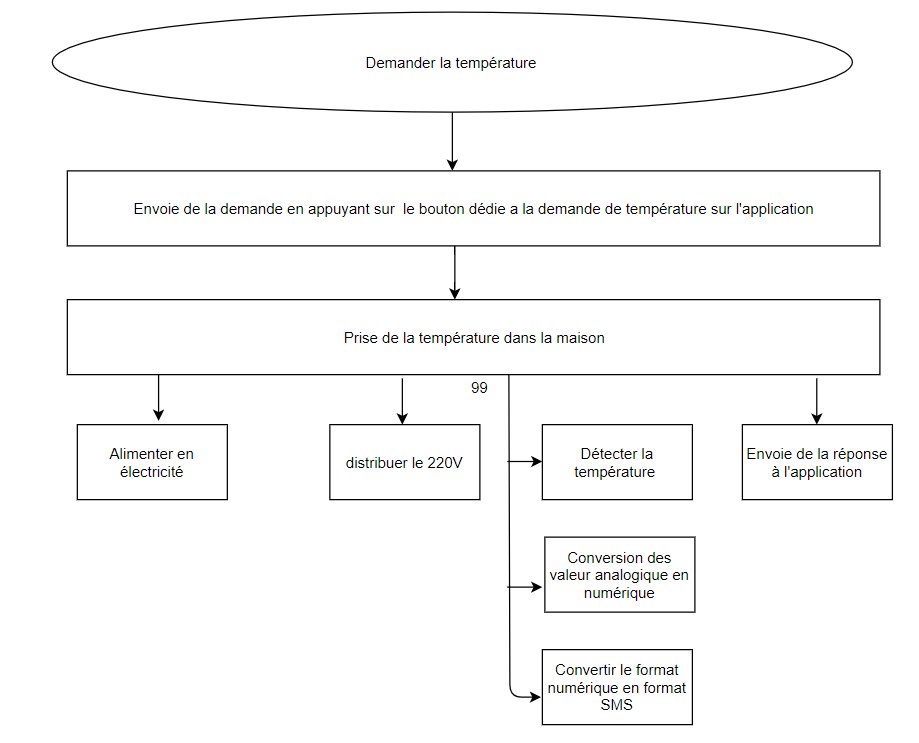 Demander la température
Envoie de la demande en appuyant sur  le bouton dédie a la demande de température sur l'application
Prise de la température dans la maison
99
Alimenter en
électricité
distribuer le 220V
Détecter la
température
Envoie de la réponse
à l'application
Conversion des
valeur analogique en
numérique
Convertir le format
numérique en format
SMS